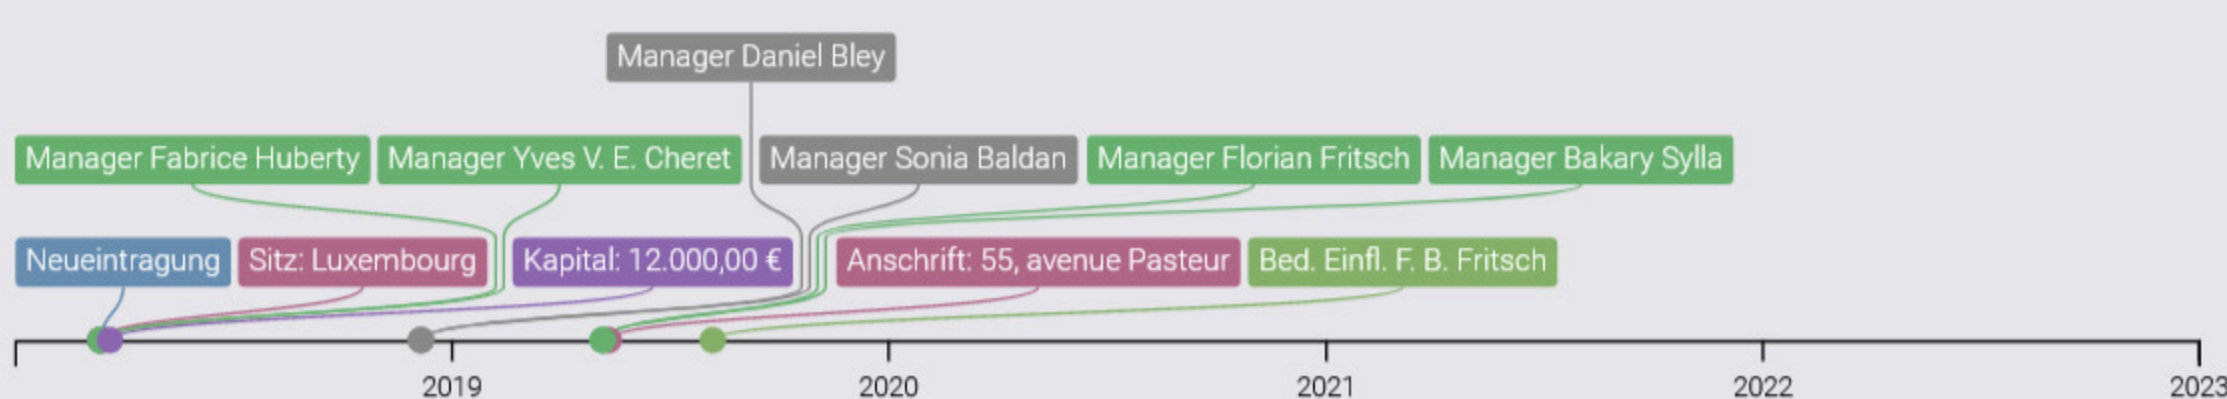 Manager Daniel Bley
Manager Fabrice Huberty
Manager Yves V. E. Cheret
Manager Sonia Baldan
Manager Florian Fritsch
Manager Bakary Sylla
Neueintragung
Sitz: Luxembourg
Kapital: 12.000,00 €
Anschrift: 55, avenue Pasteur
Bed. Einfl. F. B. Fritsch
2019
2020
2021
2022
2023